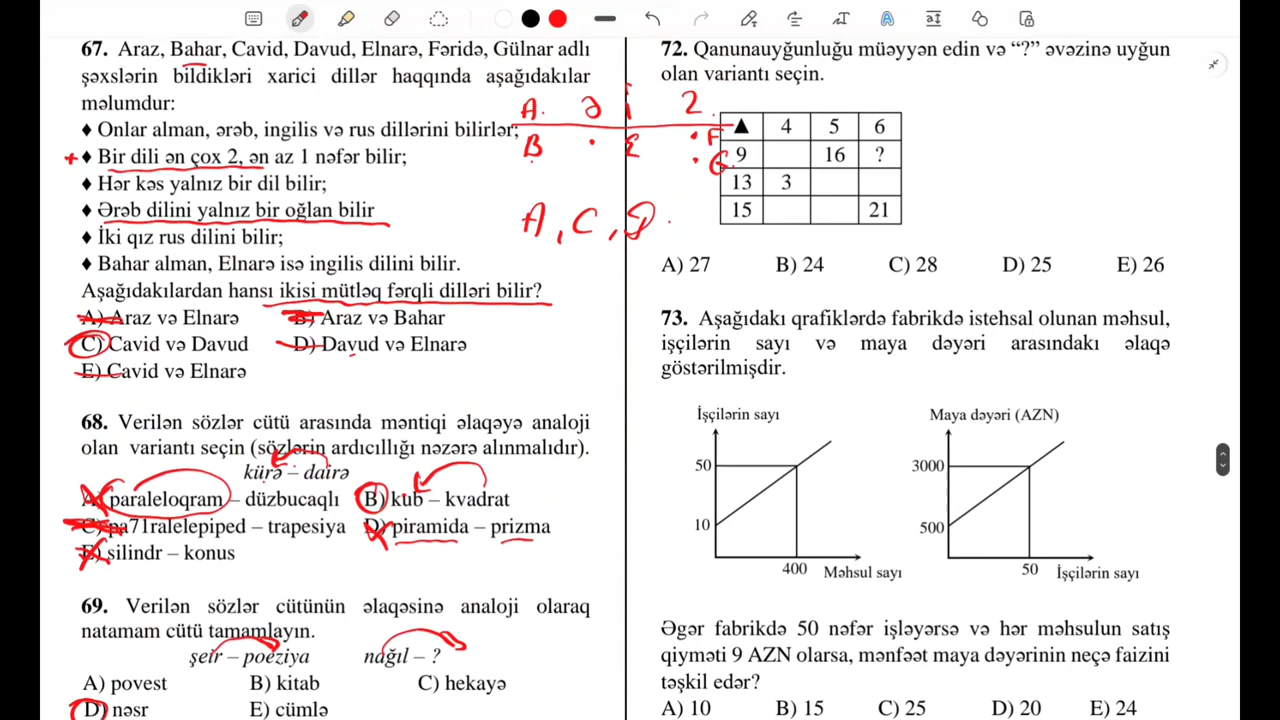 67. Araz, Bahar, Cavid, Davud, Elnarə, Fəridə, Gülnar adlı
şəxslərin bildikləri xarici dillər haqqında aşağıdakılar
məlumdur:
♦ Onlar alman, ərəb, ingilis və rus dillərini bilirlər;
+♦ Bir dili ən çox 2, ən az 1 nəfər bilir;
♦ Hər kəs yalnız bir dil bilir;
♦ Ərəb dilini yalnız bir oğlan bilir
♦ İki qız rus dilini bilir;
♦ Bahar alman, Elnarə isə ingilis dilini bilir.
Aşağıdakılardan hansı ikisi mütləq fərqli dilləri bilir?
A) Araz və Elnarə B) Araz və Bahar
C) Cavid və Davud D) Davud və Elnarə
E) Cavid və Elnarə
A. ə i 2.
B E F
G
A, C, D.
68. Verilən sözlər cütü arasında məntiqi əlaqəyə analoji
olan variantı seçin (sözlərin ardıcıllığı nəzərə alınmalıdır).
kürə – dairə
A) paraleloqram – düzbucaqlı B) kub – kvadrat
C) pa71ralelepiped – trapesiya D) piramida – prizma
E) silindr – konus
69. Verilən sözlər cütünün əlaqəsinə analoji olaraq
natamam cütü tamamlayın.
şeir – poeziya nağıl – ?
A) povest B) kitab C) hekayə
D) nəsr E) cümlə
72. Qanunauyğunluğu müəyyən edin və “?” əvəzinə uyğun
olan variantı seçin.
▲ 4 5 6
9 16 ?
13 3
15 21
A) 27 B) 24 C) 28 D) 25 E) 26
73. Aşağıdakı qrafiklərdə fabrikdə istehsal olunan məhsul,
işçilərin sayı və maya dəyəri arasındakı əlaqə
göstərilmişdir.
İşçilərin sayı
50
10
400 Məhsul sayı
Maya dəyəri (AZN)
3000
500
50 İşçilərin sayı
Əgər fabrikdə 50 nəfər işləyərsə və hər məhsulun satış
qiyməti 9 AZN olarsa, mənfəət maya dəyərinin neçə faizini
təşkil edər?
A) 10 B) 15 C) 25 D) 20 E) 24